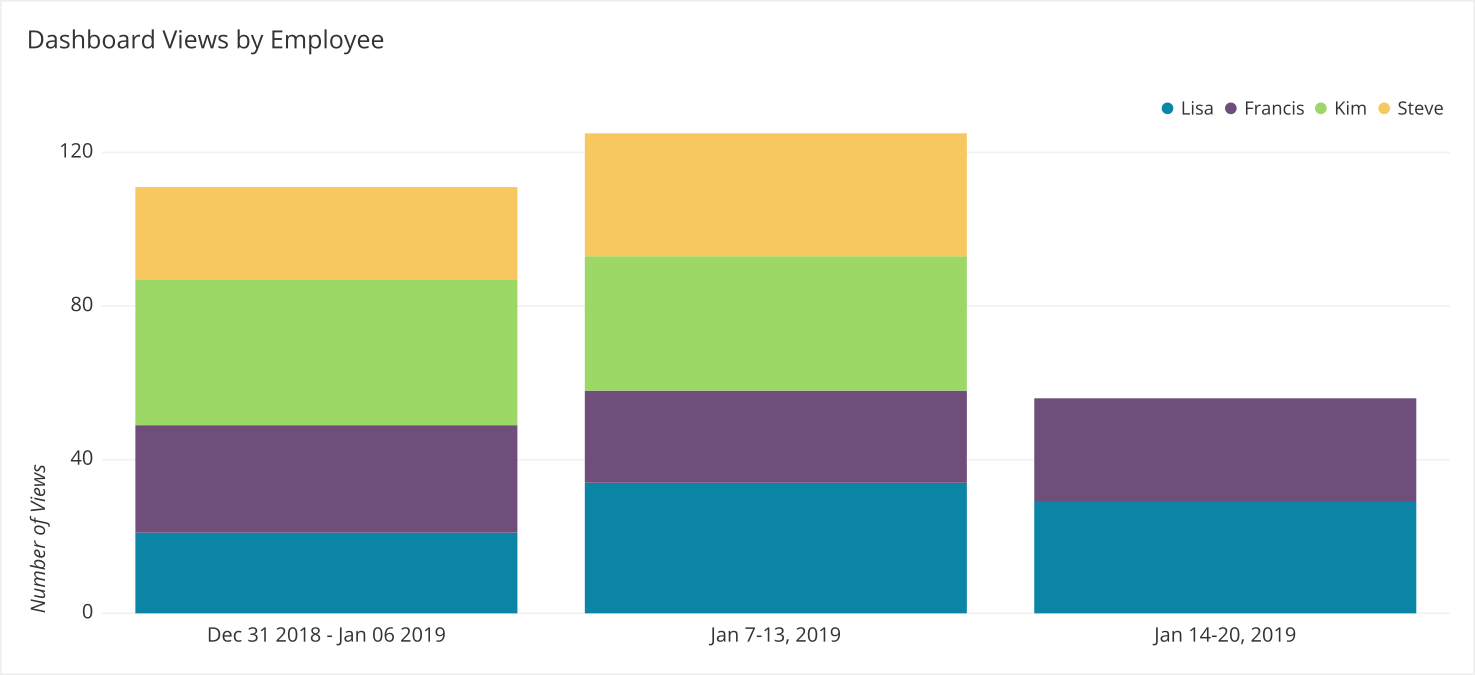 Dashboard Views by Employee
Lisa Francis Kim Steve
120
80
40
0
Number of Views
Dec 31 2018 - Jan 06 2019
Jan 7-13, 2019
Jan 14-20, 2019